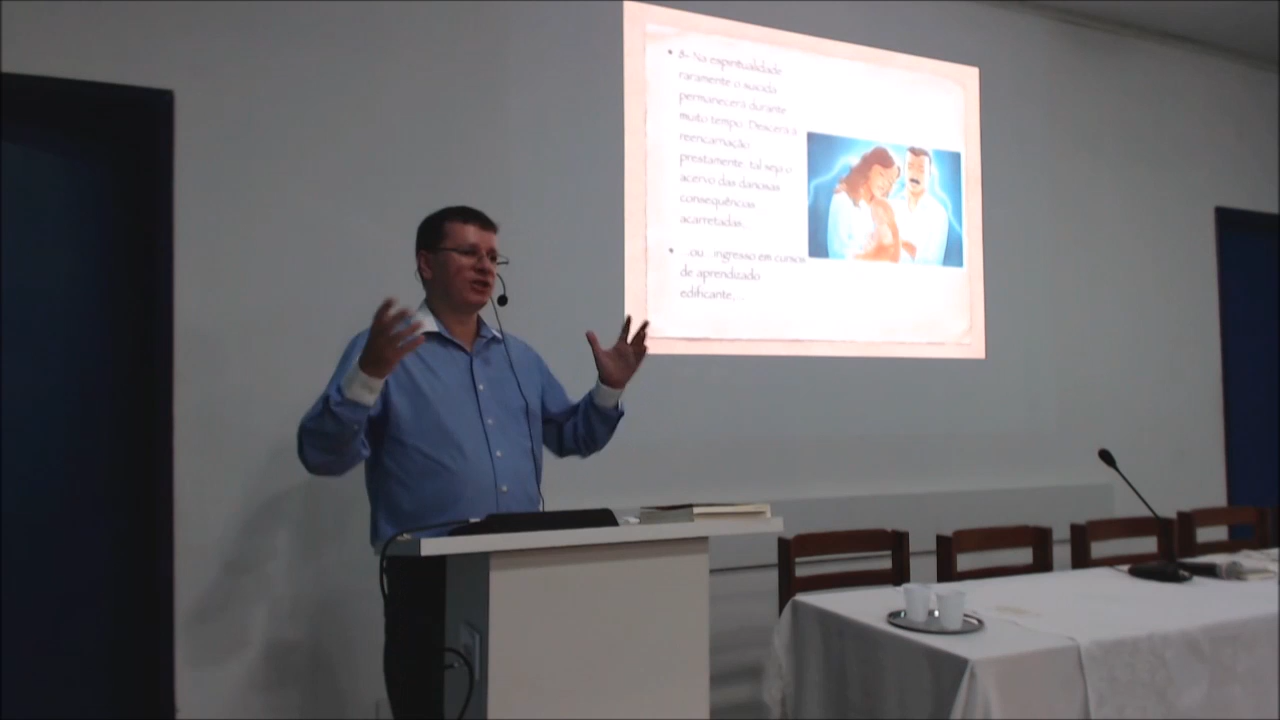 8- Na espiritualidade
raramente o suicida
permanecerá durante
muito tempo. Descerá à
reencarnação
prestamente, tal seja o
acervo das danosas
consequências
acarretadas,..
...ou... ingresso em cursos
de aprendizado
edificante,...